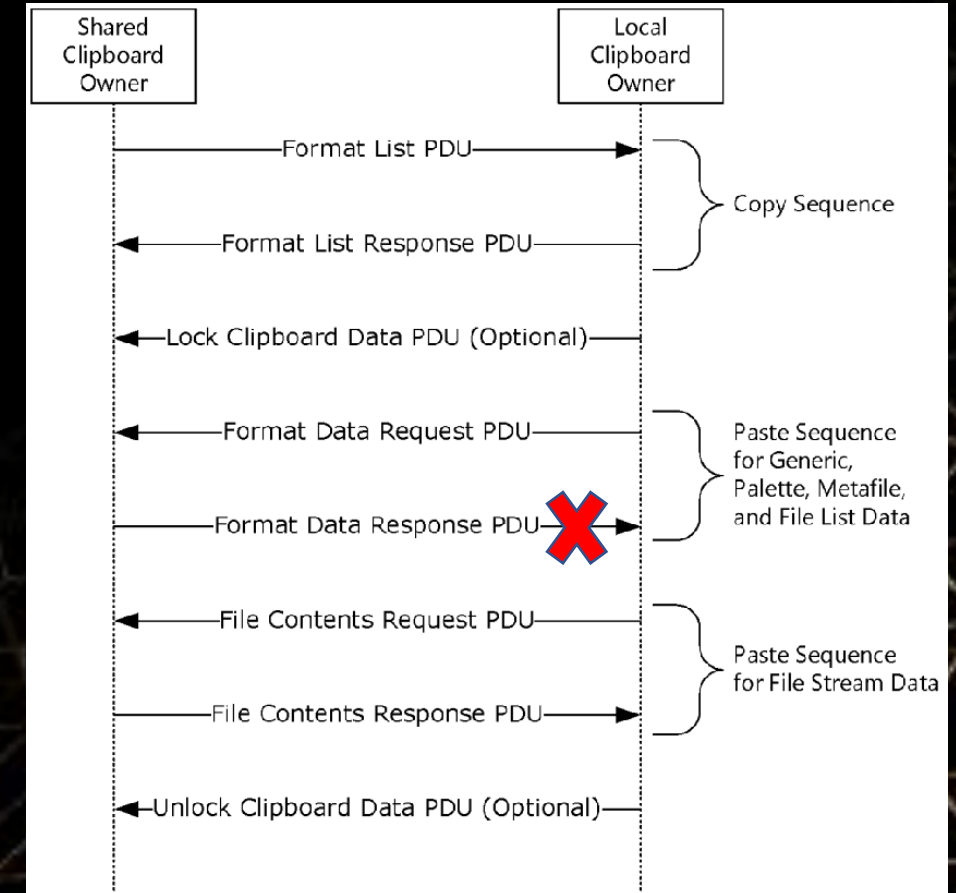 Shared
Clipboard
Owner
Local
Clipboard
Owner
Format List PDU
Copy Sequence
Format List Response PDU
Lock Clipboard Data PDU (Optional)
Format Data Request PDU
Paste Sequence
for Generic,
Palette, Metafile,
and File List Data
Format Data Response PDU
File Contents Request PDU
Paste Sequence
for File Stream Data
File Contents Response PDU
Unlock Clipboard Data PDU (Optional)